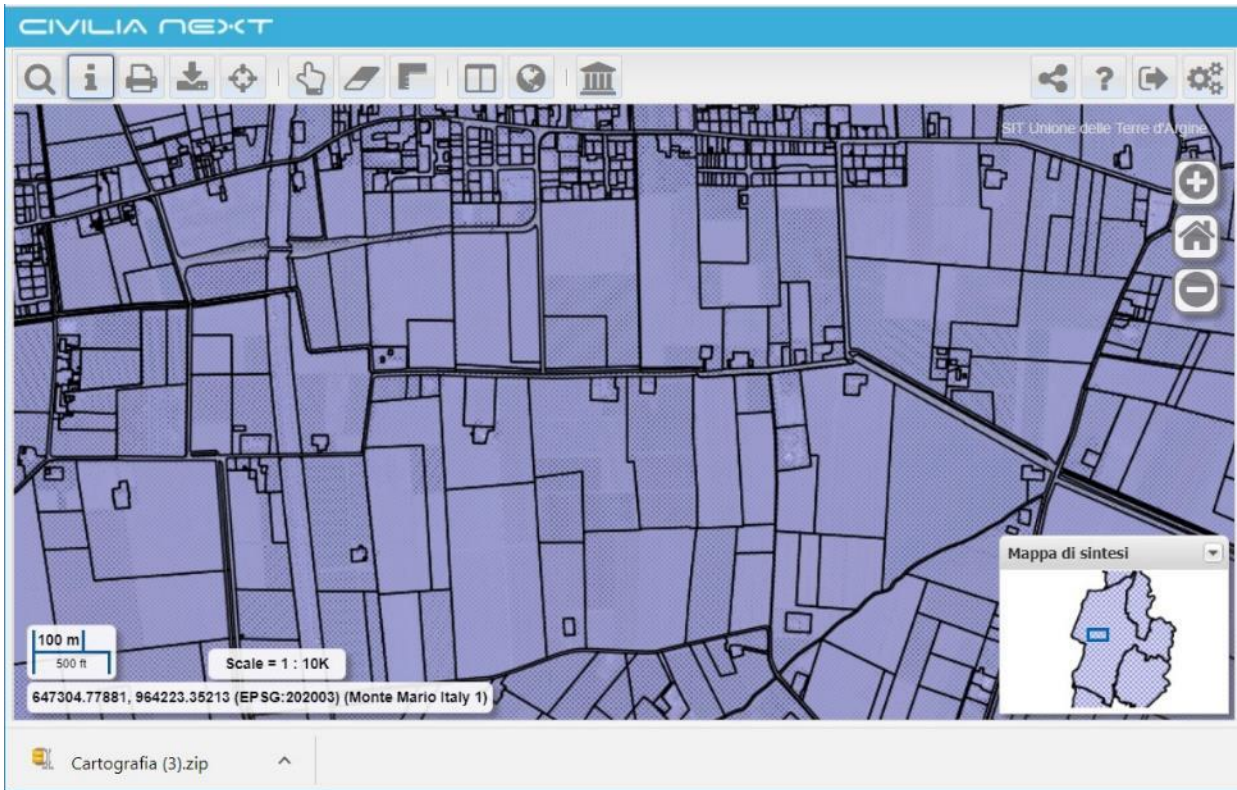 CIVILIA NEXT
SIT Unione delle Terre d'Argine
Mappa di sintesi
100 m
500 ft
Scale = 1 : 10K
647304.77881, 964223.35213 (EPSG:202003) (Monte Mario Italy 1)
Cartografia (3).zip